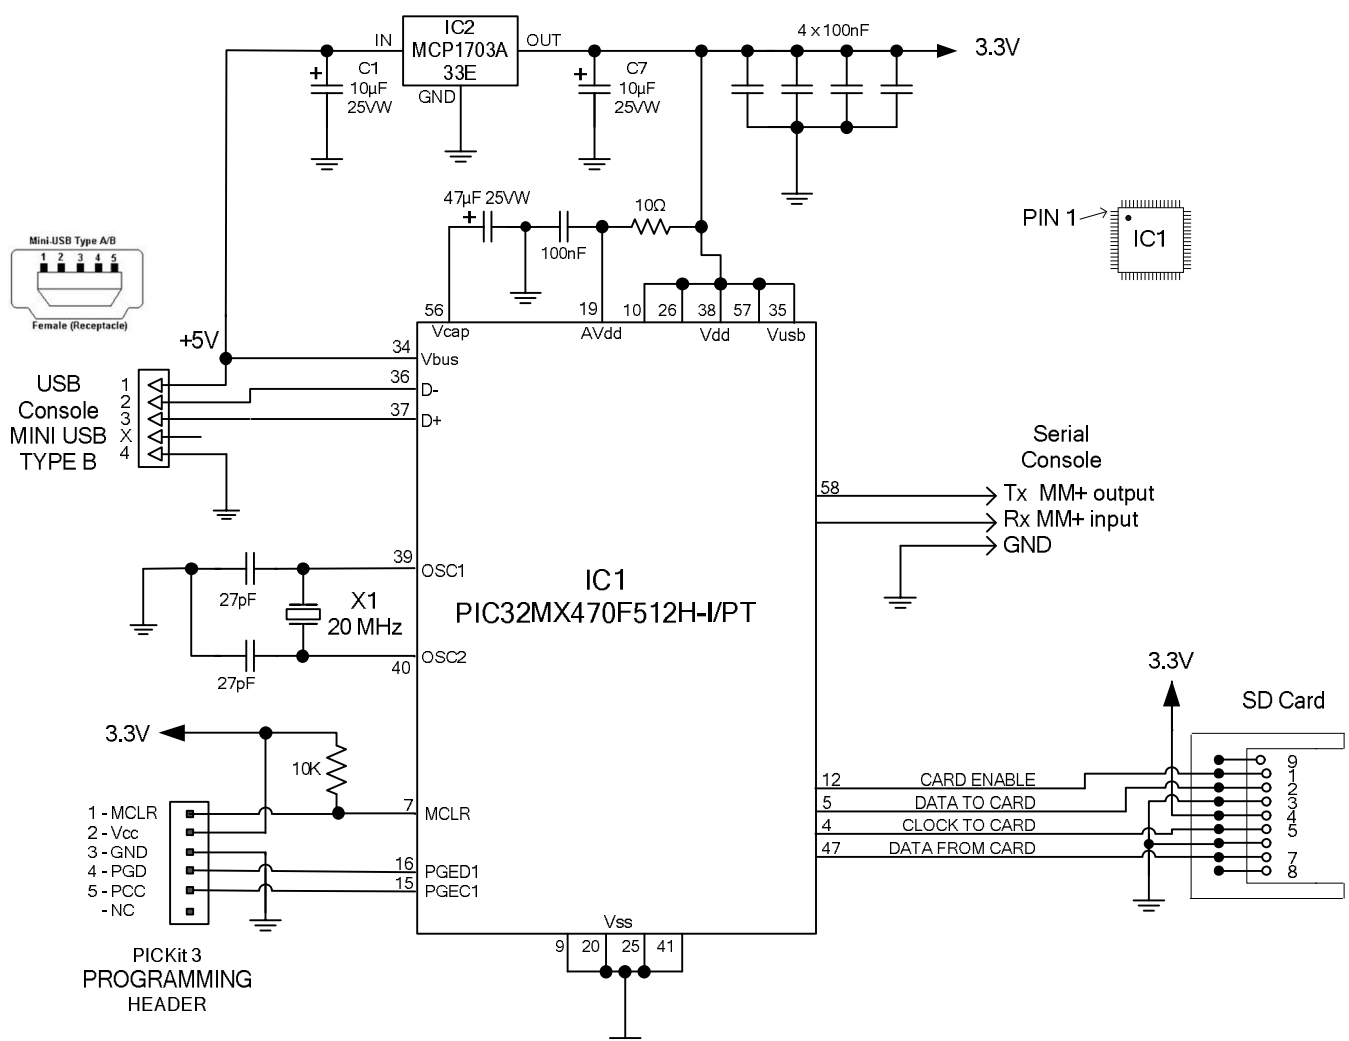 4 x 100nF
IC2
MCP1703A
33E
IN
OUT
GND
3.3V
C1
10µF
25VW
+
C7
10µF
25VW
+
47µF 25VW
+
100nF
10Ω
PIN 1
IC1
Mini-USB Type A/B
1 2 3 4 5
Female (Receptacle)
+5V
56
19
10
26
38
57
35
Vcap
AVdd
Vdd
Vusb
34
Vbus
36
D-
37
D+
USB
Console
MINI USB
TYPE B
1
2
3
X
4
Serial
Console
58
Tx MM+ output
Rx MM+ input
GND
39
OSC1
27pF
X1
20 MHz
OSC2
40
27pF
IC1
PIC32MX470F512H-I/PT
3.3V
10K
7
MCLR
1 - MCLR
2 - Vcc
3 - GND
4 - PGD
5 - PCC
- NC
16
PGED1
15
PGEC1
PICKit 3
PROGRAMMING
HEADER
Vss
9
20
25
41
3.3V
SD Card
12 CARD ENABLE
5 DATA TO CARD
4 CLOCK TO CARD
47 DATA FROM CARD
9
1
2
3
4
5
7
8